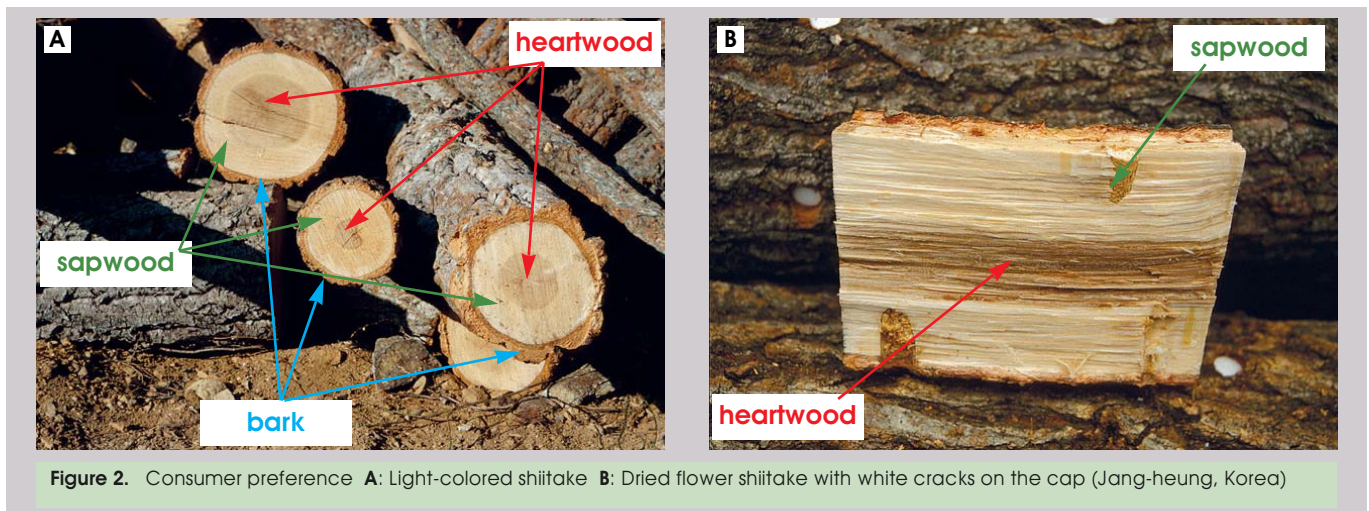 A
heartwood
sapwood
bark
B
sapwood
heartwood
Figure 2. Consumer preference A: Light-colored shiitake B: Dried flower shiitake with white cracks on the cap (Jang-heung, Korea)